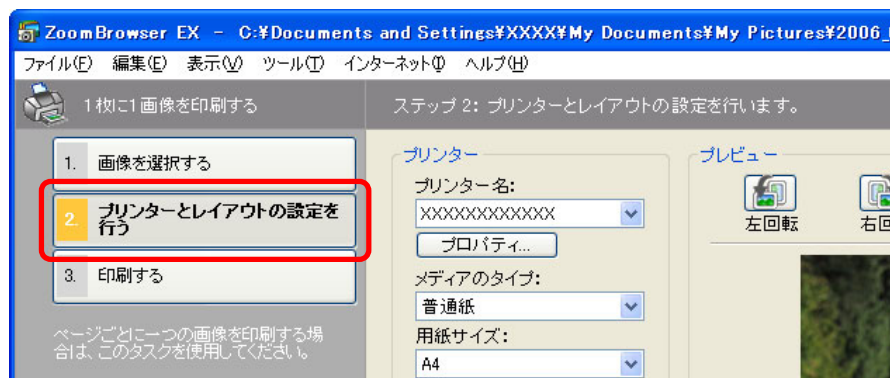 ZoomBrowser EX - C:¥Documents and Settings¥XXXX¥My Documents¥My Pictures¥2006_
ファイル(F) 編集(E) 表示(V) ツール(T) インターネット(I) ヘルプ(H)
1枚に1画像を印刷する
ステップ 2: プリンターとレイアウトの設定を行います。
1. 画像を選択する
2. プリンターとレイアウトの設定を
行う
3. 印刷する
ページごとに一つの画像を印刷する場
合は、このタスクを使用してください。
プリンター
プリンター名:
XXXXXXXXXXXX
プロパティ...
メディアのタイプ:
普通紙
用紙サイズ:
A4
プレビュー
左回転
右回